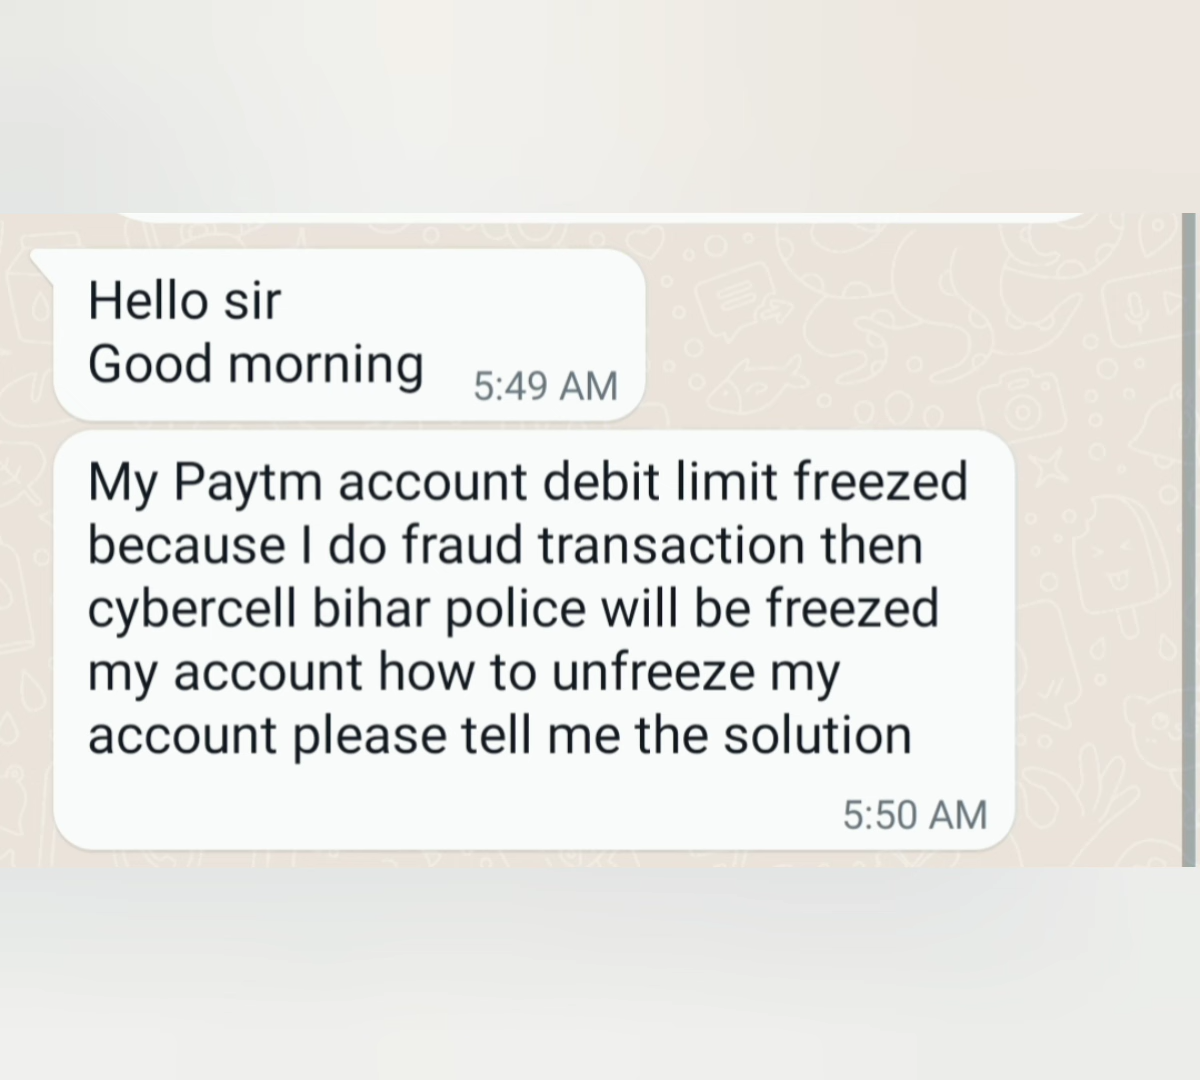 Hello sir
Good morning
5:49 AM
My Paytm account debit limit freezed
because I do fraud transaction then
cybercell bihar police will be freezed
my account how to unfreeze my
account please tell me the solution
5:50 AM